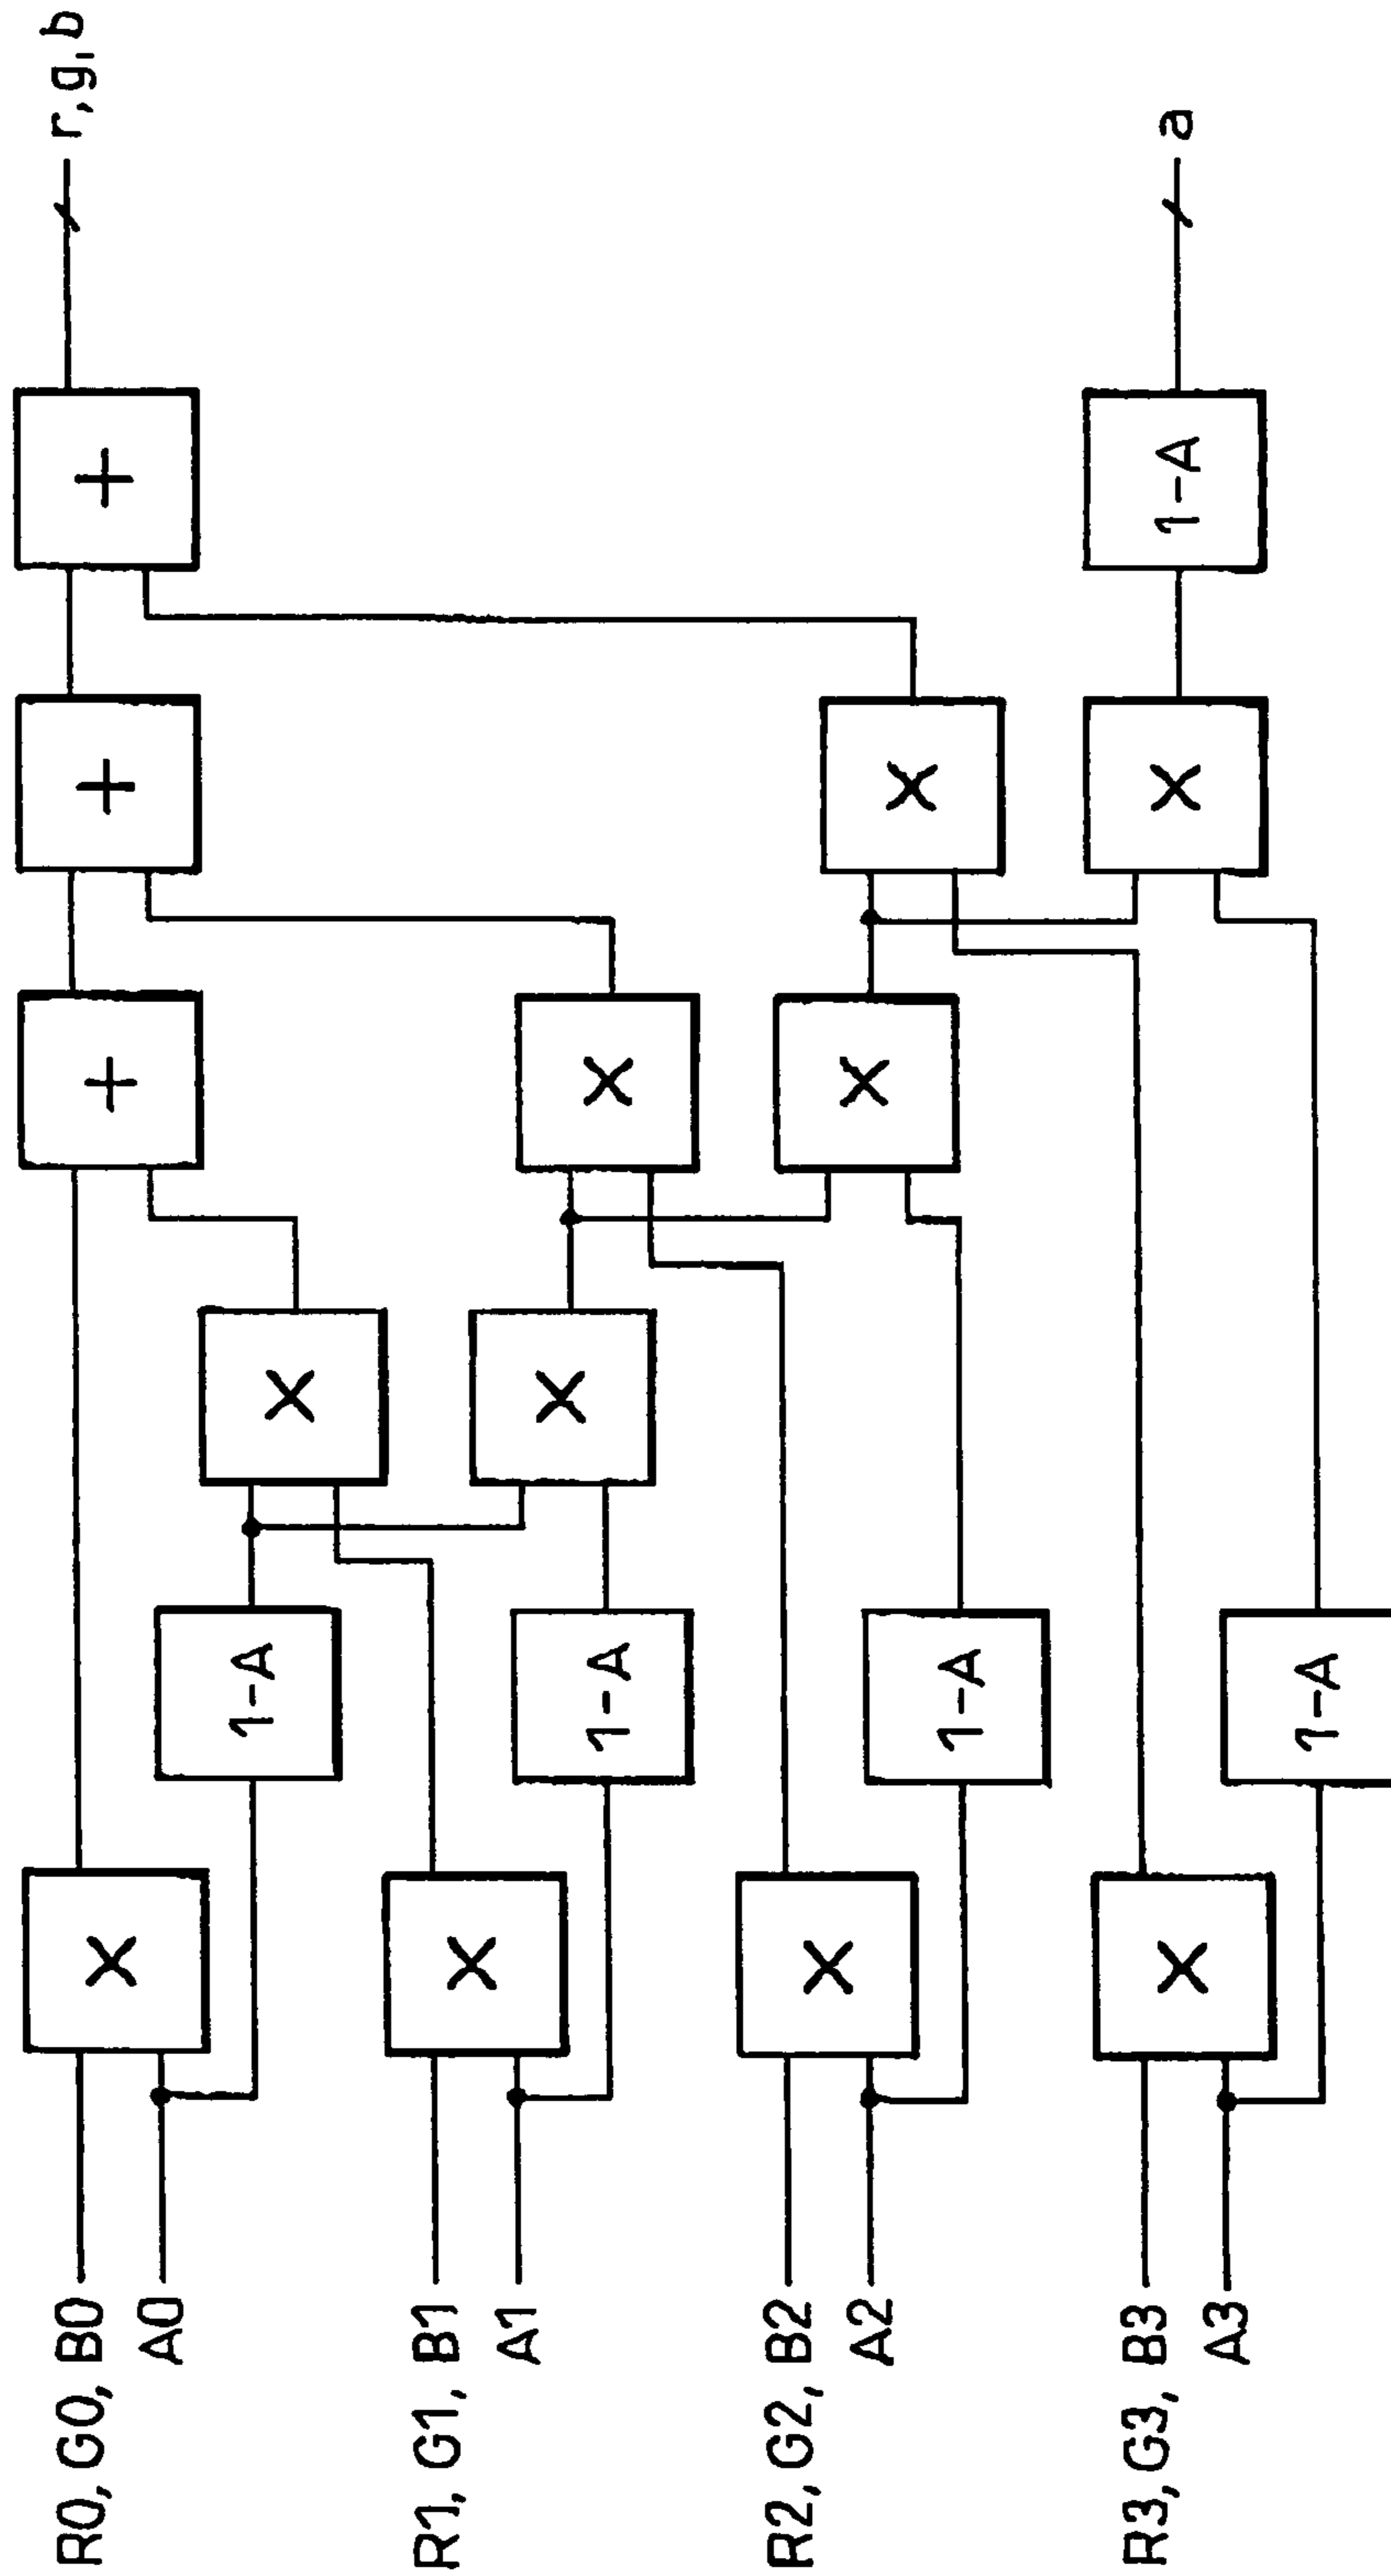 R0, G0, B0
A0
R1, G1, B1
A1
R2, G2, B2
A2
R3, G3, B3
A3
X
X
X
X
1-A
1-A
1-A
1-A
X
X
+
X
X
+
X
X
+
1-A
r, g, b
a